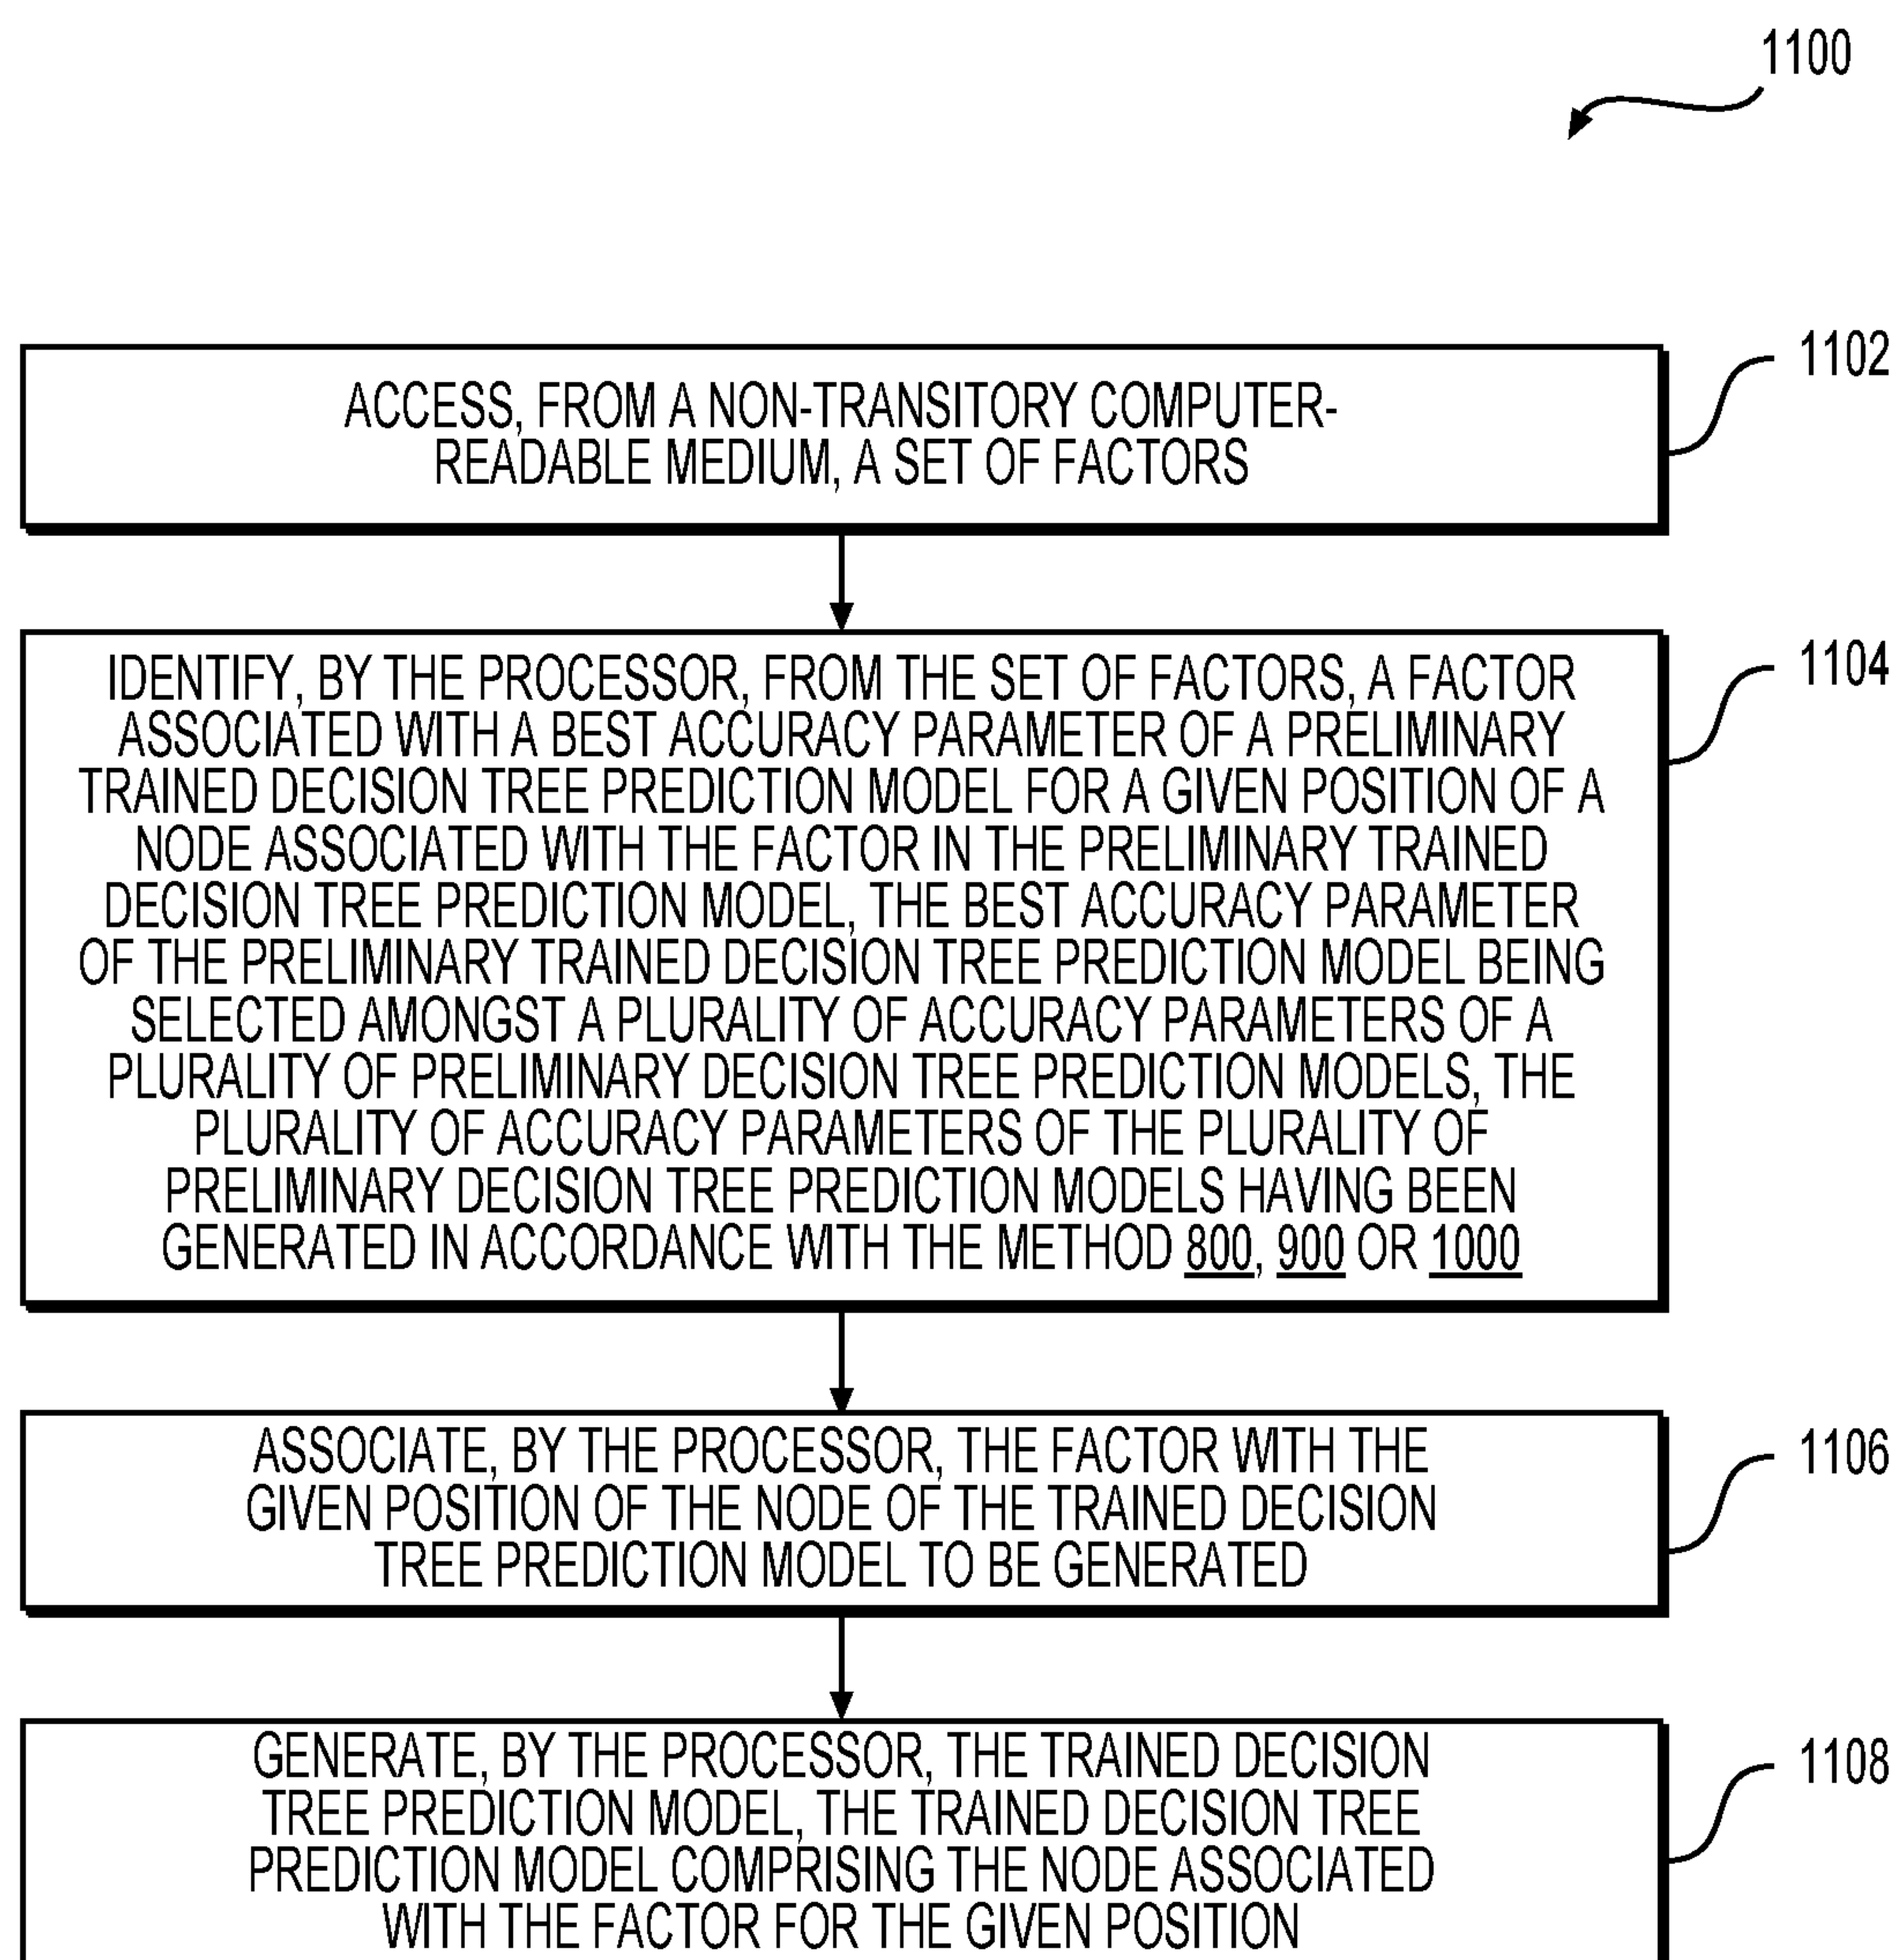 1100
1102
ACCESS, FROM A NON-TRANSITORY COMPUTER-
READABLE MEDIUM, A SET OF FACTORS
1104
IDENTIFY, BY THE PROCESSOR, FROM THE SET OF FACTORS, A FACTOR
ASSOCIATED WITH A BEST ACCURACY PARAMETER OF A PRELIMINARY
TRAINED DECISION TREE PREDICTION MODEL FOR A GIVEN POSITION OF A
NODE ASSOCIATED WITH THE FACTOR IN THE PRELIMINARY TRAINED
DECISION TREE PREDICTION MODEL, THE BEST ACCURACY PARAMETER
OF THE PRELIMINARY TRAINED DECISION TREE PREDICTION MODEL BEING
SELECTED AMONGST A PLURALITY OF ACCURACY PARAMETERS OF A
PLURALITY OF PRELIMINARY DECISION TREE PREDICTION MODELS, THE
PLURALITY OF ACCURACY PARAMETERS OF THE PLURALITY OF
PRELIMINARY DECISION TREE PREDICTION MODELS HAVING BEEN
GENERATED IN ACCORDANCE WITH THE METHOD 800, 900 OR 1000
1106
ASSOCIATE, BY THE PROCESSOR, THE FACTOR WITH THE
GIVEN POSITION OF THE NODE OF THE TRAINED DECISION
TREE PREDICTION MODEL TO BE GENERATED
1108
GENERATE, BY THE PROCESSOR, THE TRAINED DECISION
TREE PREDICTION MODEL, THE TRAINED DECISION TREE
PREDICTION MODEL COMPRISING THE NODE ASSOCIATED
WITH THE FACTOR FOR THE GIVEN POSITION